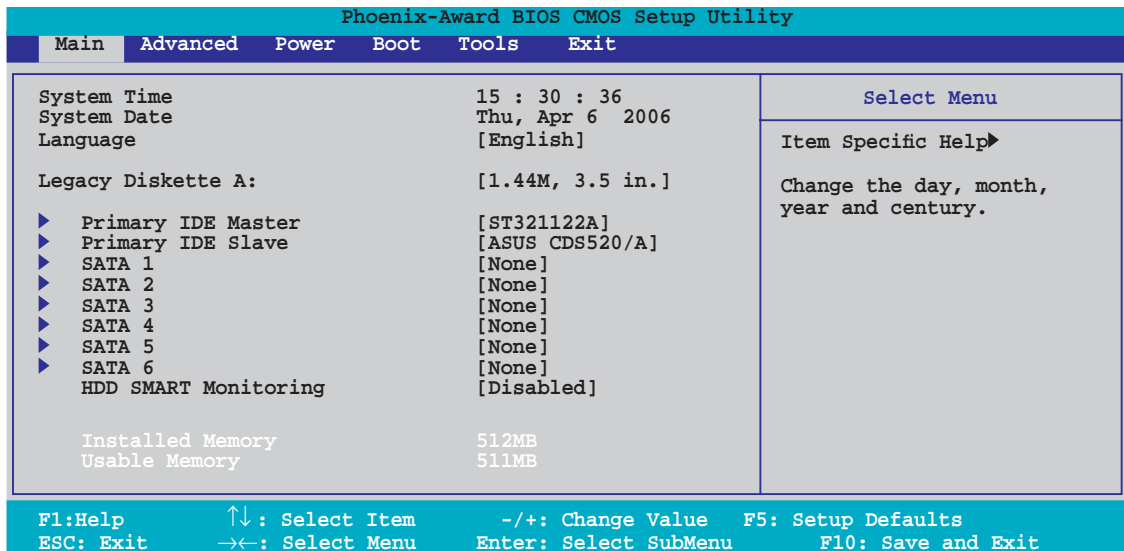 Phoenix-Award BIOS CMOS Setup Utility
Main Advanced Power Boot Tools Exit
System Time 15 : 30 : 36
System Date Thu, Apr 6 2006
Language [English]
Legacy Diskette A: [1.44M, 3.5 in.]
Primary IDE Master [ST321122A]
Primary IDE Slave [ASUS CDS520/A]
SATA 1 [None]
SATA 2 [None]
SATA 3 [None]
SATA 4 [None]
SATA 5 [None]
SATA 6 [None]
HDD SMART Monitoring [Disabled]
Installed Memory 512MB
Usable Memory 511MB
Select Menu
Item Specific Help
Change the day, month,
year and century.
F1:Help ↑↓: Select Item -/+: Change Value F5: Setup Defaults
ESC: Exit →←: Select Menu Enter: Select SubMenu F10: Save and Exit